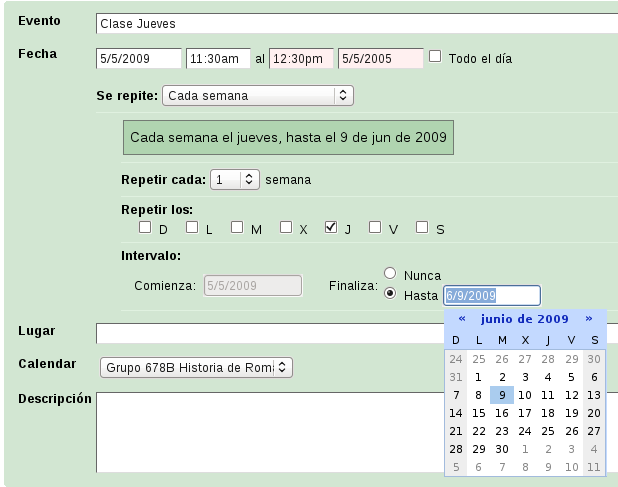 Evento Clase Jueves
Fecha 5/5/2009 11:30am al 12:30pm 5/5/2005 Todo el día
Se repite: Cada semana
Cada semana el jueves, hasta el 9 de jun de 2009
Repetir cada: 1 semana
Repetir los:
D L M X J V S
Intervalo:
Comienza: 5/5/2009 Finaliza: Nunca
Hasta 6/9/2009
Lugar
Calendar Grupo 678B Historia de Rom
Descripción
« junio de 2009 »
D L M X J V S
24 25 26 27 28 29 30
31 1 2 3 4 5 6
7 8 9 10 11 12 13
14 15 16 17 18 19 20
21 22 23 24 25 26 27
28 29 30 1 2 3 4
5 6 7 8 9 10 11